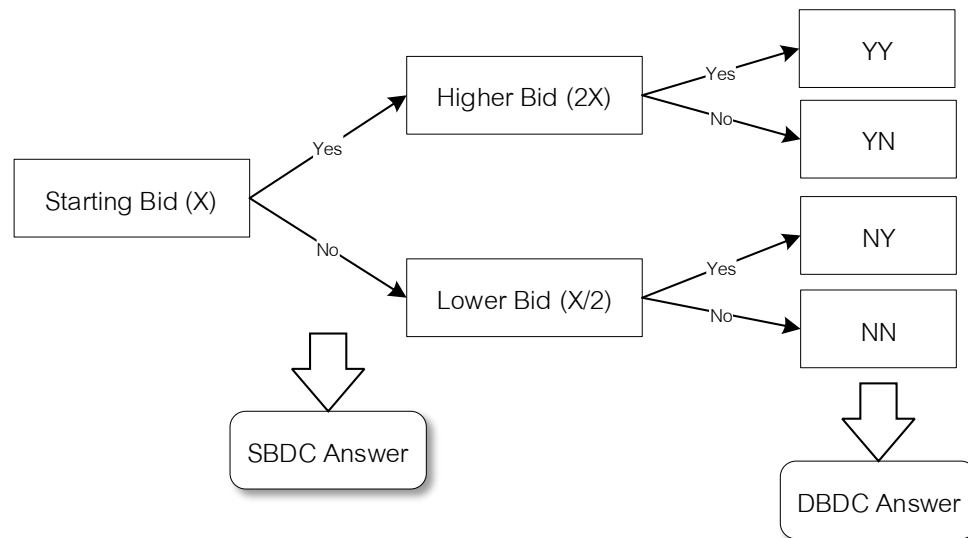 Starting Bid (X)
Yes
No
Higher Bid (2X)
Lower Bid (X/2)
Yes
No
Yes
No
YY
YN
NY
NN
SBDC Answer
DBDC Answer